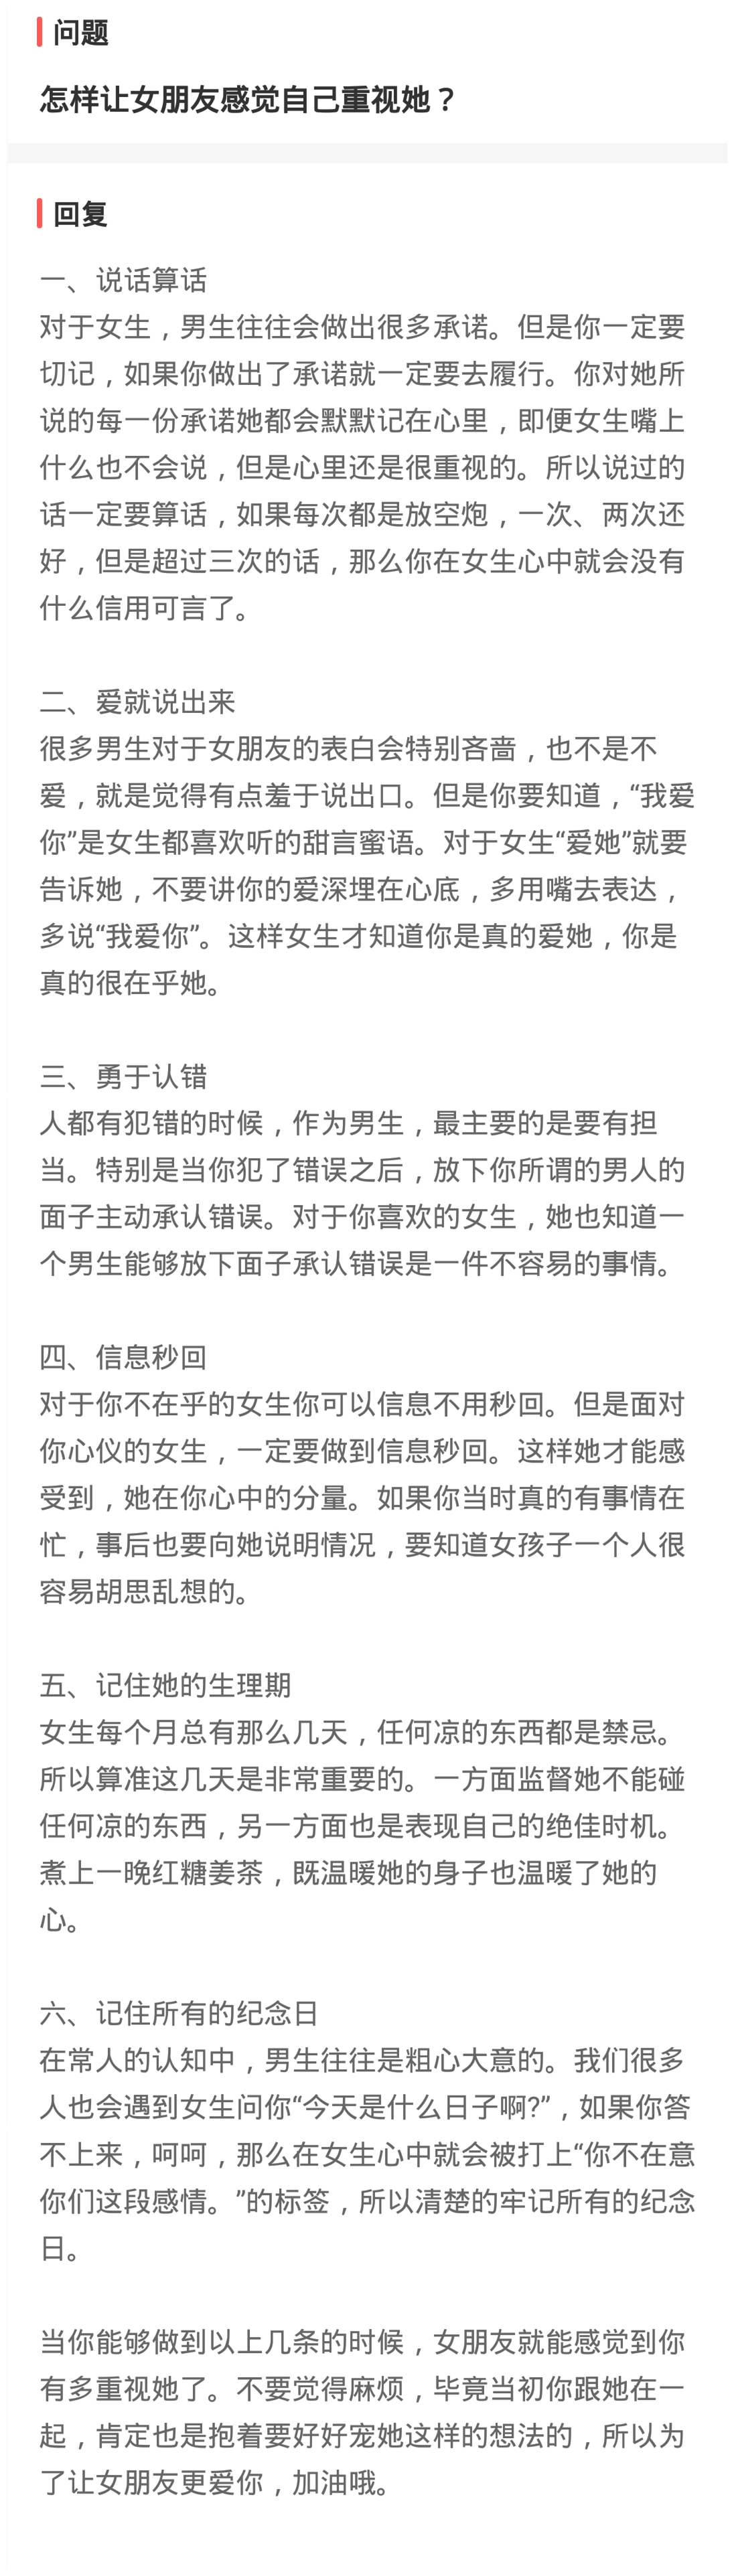 问题
怎样让女朋友感觉自己重视她？
回复
一、说话算话
对于女生，男生往往会做出很多承诺。但是你一定要
切记，如果你做出了承诺就一定要去履行。你对她所
说的每一份承诺她都会默默记在心里，即便女生嘴上
什么也不会说，但是心里还是很重视的。所以说过的
话一定要算话，如果每次都是放空炮，一次、两次还
好，但是超过三次的话，那么你在女生心中就会没有
什么信用可言了。
二、爱就说出来
很多男生对于女朋友的表白会特别吝啬，也不是不
爱，就是觉得有点羞于说出口。但是你要知道，“我爱
你”是女生都喜欢听的甜言蜜语。对于女生“爱她”就要
告诉她，不要讲你的爱深埋在心底，多用嘴去表达，
多说“我爱你”。这样女生才知道你是真的爱她，你是
真的很在乎她。
三、勇于认错
人都有犯错的时候，作为男生，最主要的是要有担
当。特别是当你犯了错误之后，放下你所谓的男人的
面子主动承认错误。对于你喜欢的女生，她也知道一
个男生能够放下面子承认错误是一件不容易的事情。
四、信息秒回
对于你不在乎的女生你可以信息不用秒回。但是面对
你心仪的女生，一定要做到信息秒回。这样她才能感
受到，她在你心中的分量。如果你当时真的有事情在
忙，事后也要向她说明情况，要知道女孩子一个人很
容易胡思乱想的。
五、记住她的生理期
女生每个月总有那么几天，任何凉的东西都是禁忌。
所以算准这几天是非常重要的。一方面监督她不能碰
任何凉的东西，另一方面也是表现自己的绝佳时机。
煮上一晚红糖姜茶，既温暖她的身子也温暖了她的
心。
六、记住所有的纪念日
在常人的认知中，男生往往是粗心大意的。我们很多
人也会遇到女生问你“今天是什么日子啊?”，如果你答
不上来，呵呵，那么在女生心中就会被打上“你不在意
你们这段感情。”的标签，所以清楚的牢记所有的纪念
日。
当你能够做到以上几条的时候，女朋友就能感觉到你
有多重视她了。不要觉得麻烦，毕竟当初你跟她在一
起，肯定也是抱着要好好宠她这样的想法的，所以为
了让女朋友更爱你，加油哦。